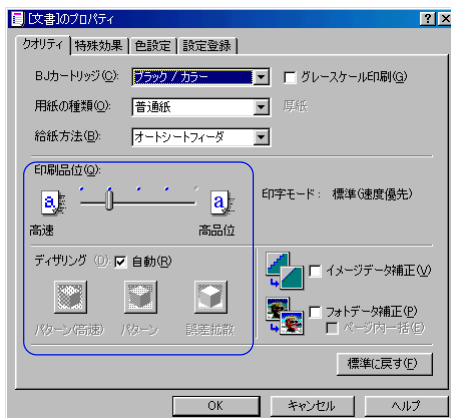 [文書]のプロパティ
クオリティ 特殊効果 色設定 設定登録
BJカートリッジ(C): ブラック / カラー グレースケール印刷(G)
用紙の種類(O): 普通紙 厚紙
給紙方法(B): オートシートフィーダ
印刷品位(Q):
a a
印字モード: 標準(速度優先)
高速 高品位
ディザリング (D): 自動(R)
イメージデータ補正(V)
フォトデータ補正(P)
ページ内一括(E)
パターン(高速) パターン 誤差拡散
標準に戻す(F)
OK キャンセル ヘルプ